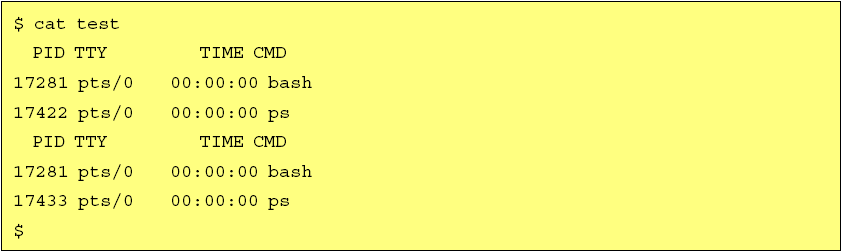 $ cat test
  PID TTY          TIME CMD
17281 pts/0    00:00:00 bash
17422 pts/0    00:00:00 ps
  PID TTY          TIME CMD
17281 pts/0    00:00:00 bash
17433 pts/0    00:00:00 ps
$